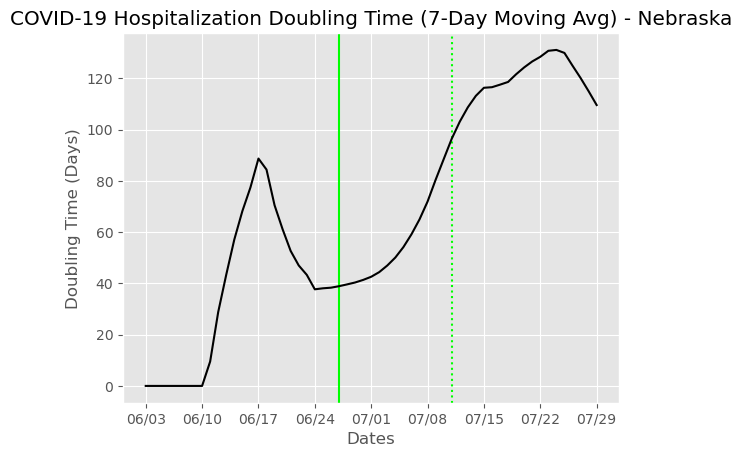 COVID-19 Hospitalization Doubling Time (7-Day Moving Avg) - Nebraska
Doubling Time (Days)
120
100
80
60
40
20
0
06/03 06/10 06/17 06/24 07/01 07/08 07/15 07/22 07/29
Dates